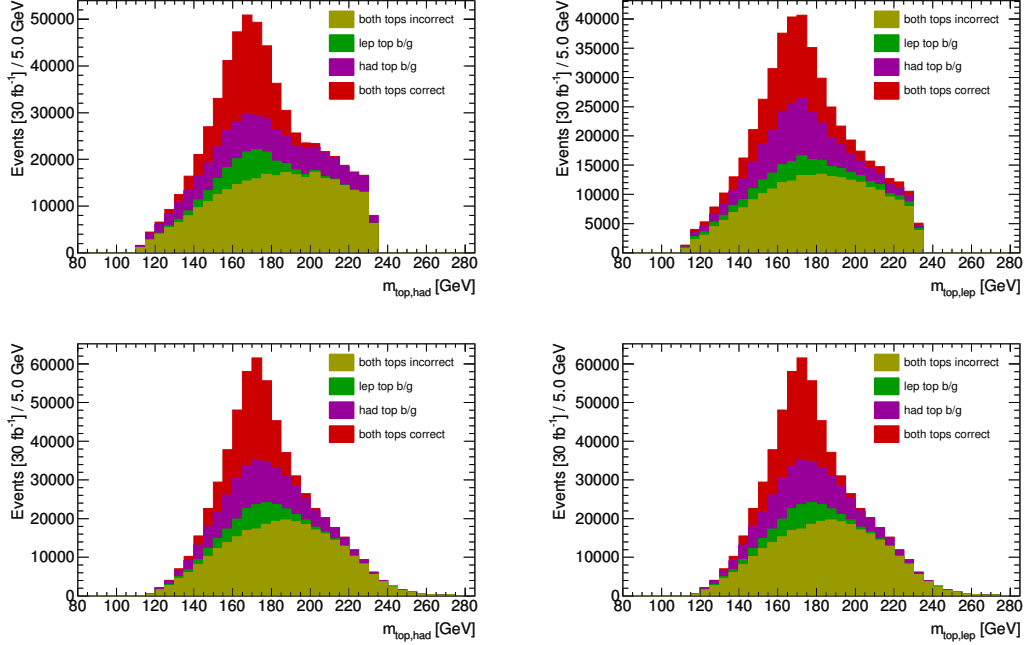 Events [30 fb⁻¹] / 5.0 GeV
50000
40000
30000
20000
10000
0
both tops incorrect
lep top b/g
had top b/g
both tops correct
80 100 120 140 160 180 200 220 240 260 280
m_top,had [GeV]
Events [30 fb⁻¹] / 5.0 GeV
40000
35000
30000
25000
20000
15000
10000
5000
0
both tops incorrect
lep top b/g
had top b/g
both tops correct
80 100 120 140 160 180 200 220 240 260 280
m_top,lep [GeV]
Events [30 fb⁻¹] / 5.0 GeV
60000
50000
40000
30000
20000
10000
0
both tops incorrect
lep top b/g
had top b/g
both tops correct
80 100 120 140 160 180 200 220 240 260 280
m_top,had [GeV]
Events [30 fb⁻¹] / 5.0 GeV
60000
50000
40000
30000
20000
10000
0
both tops incorrect
lep top b/g
had top b/g
both tops correct
80 100 120 140 160 180 200 220 240 260 280
m_top,lep [GeV]